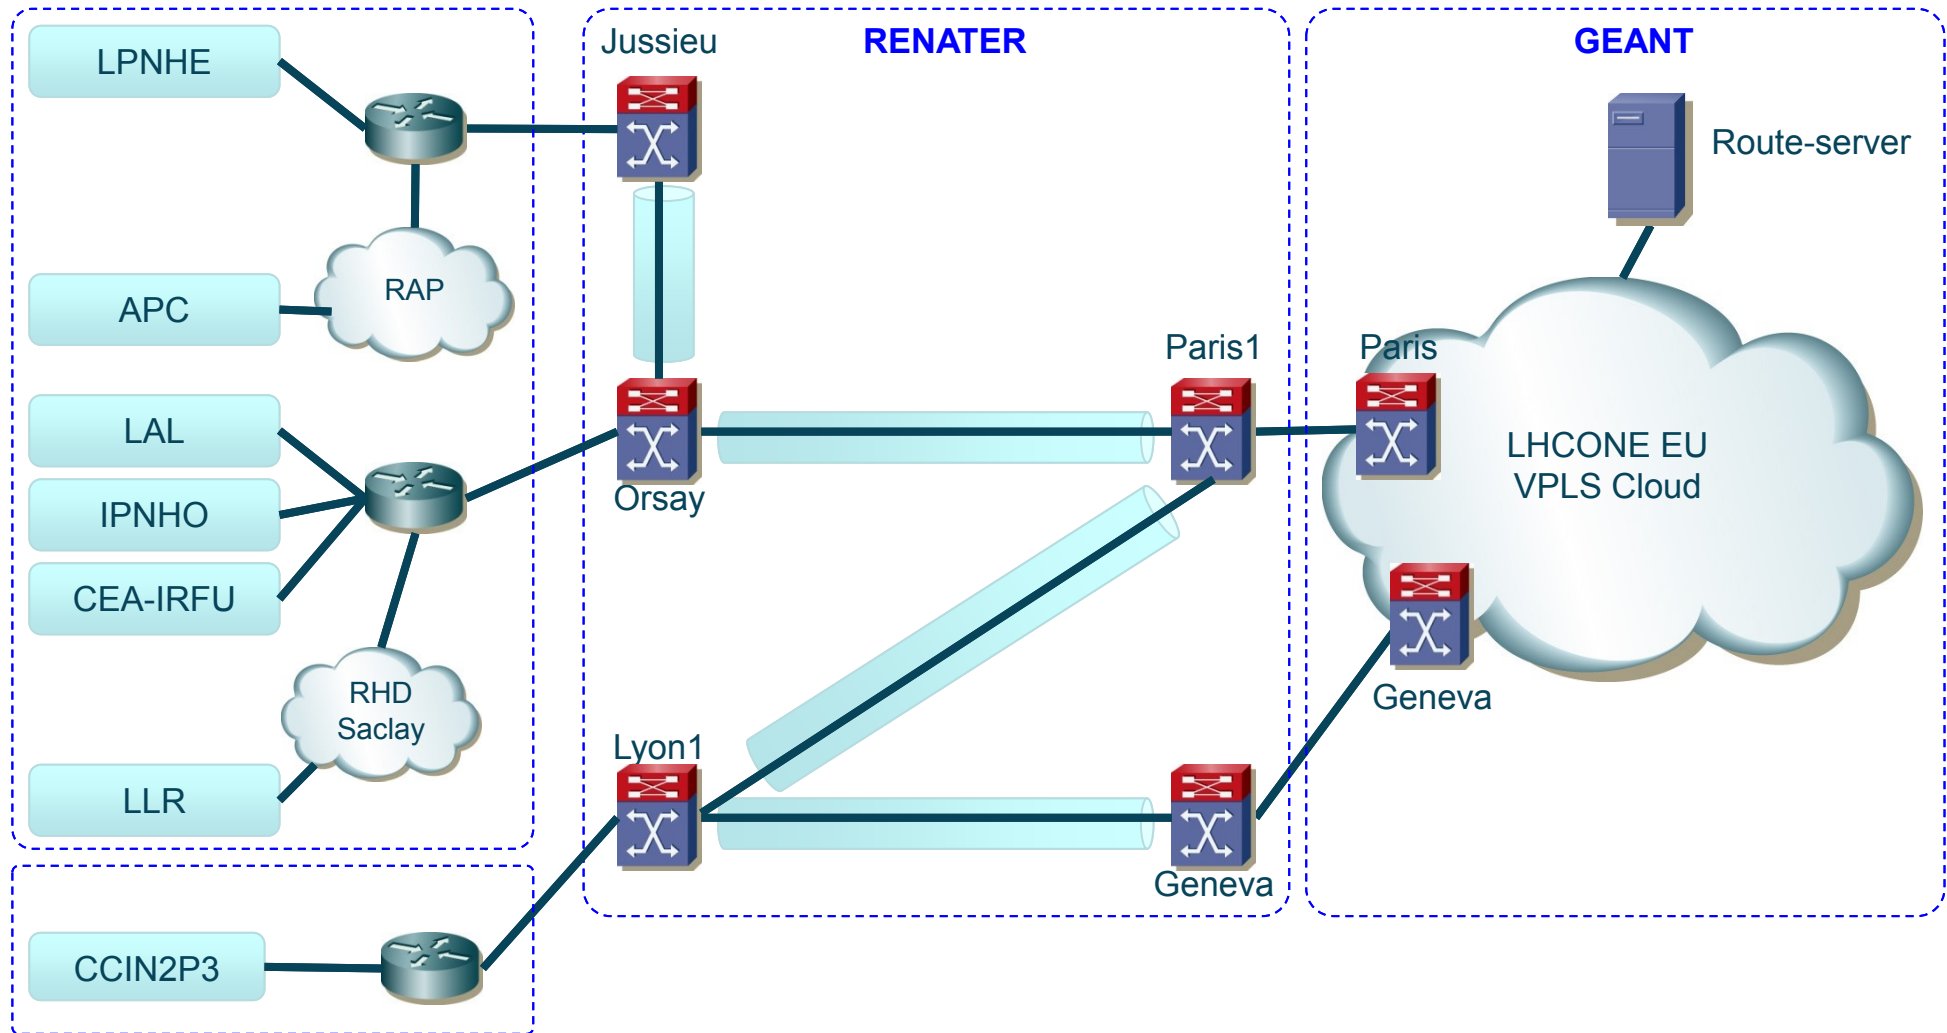 LPNHE
APC
RAP
LAL
IPNHO
CEA-IRFU
RHD
Saclay
LLR
CCIN2P3
RENATER
Jussieu
Orsay
Paris1
Lyon1
Geneva
GEANT
Route-server
Paris
LHCONE EU
VPLS Cloud
Geneva